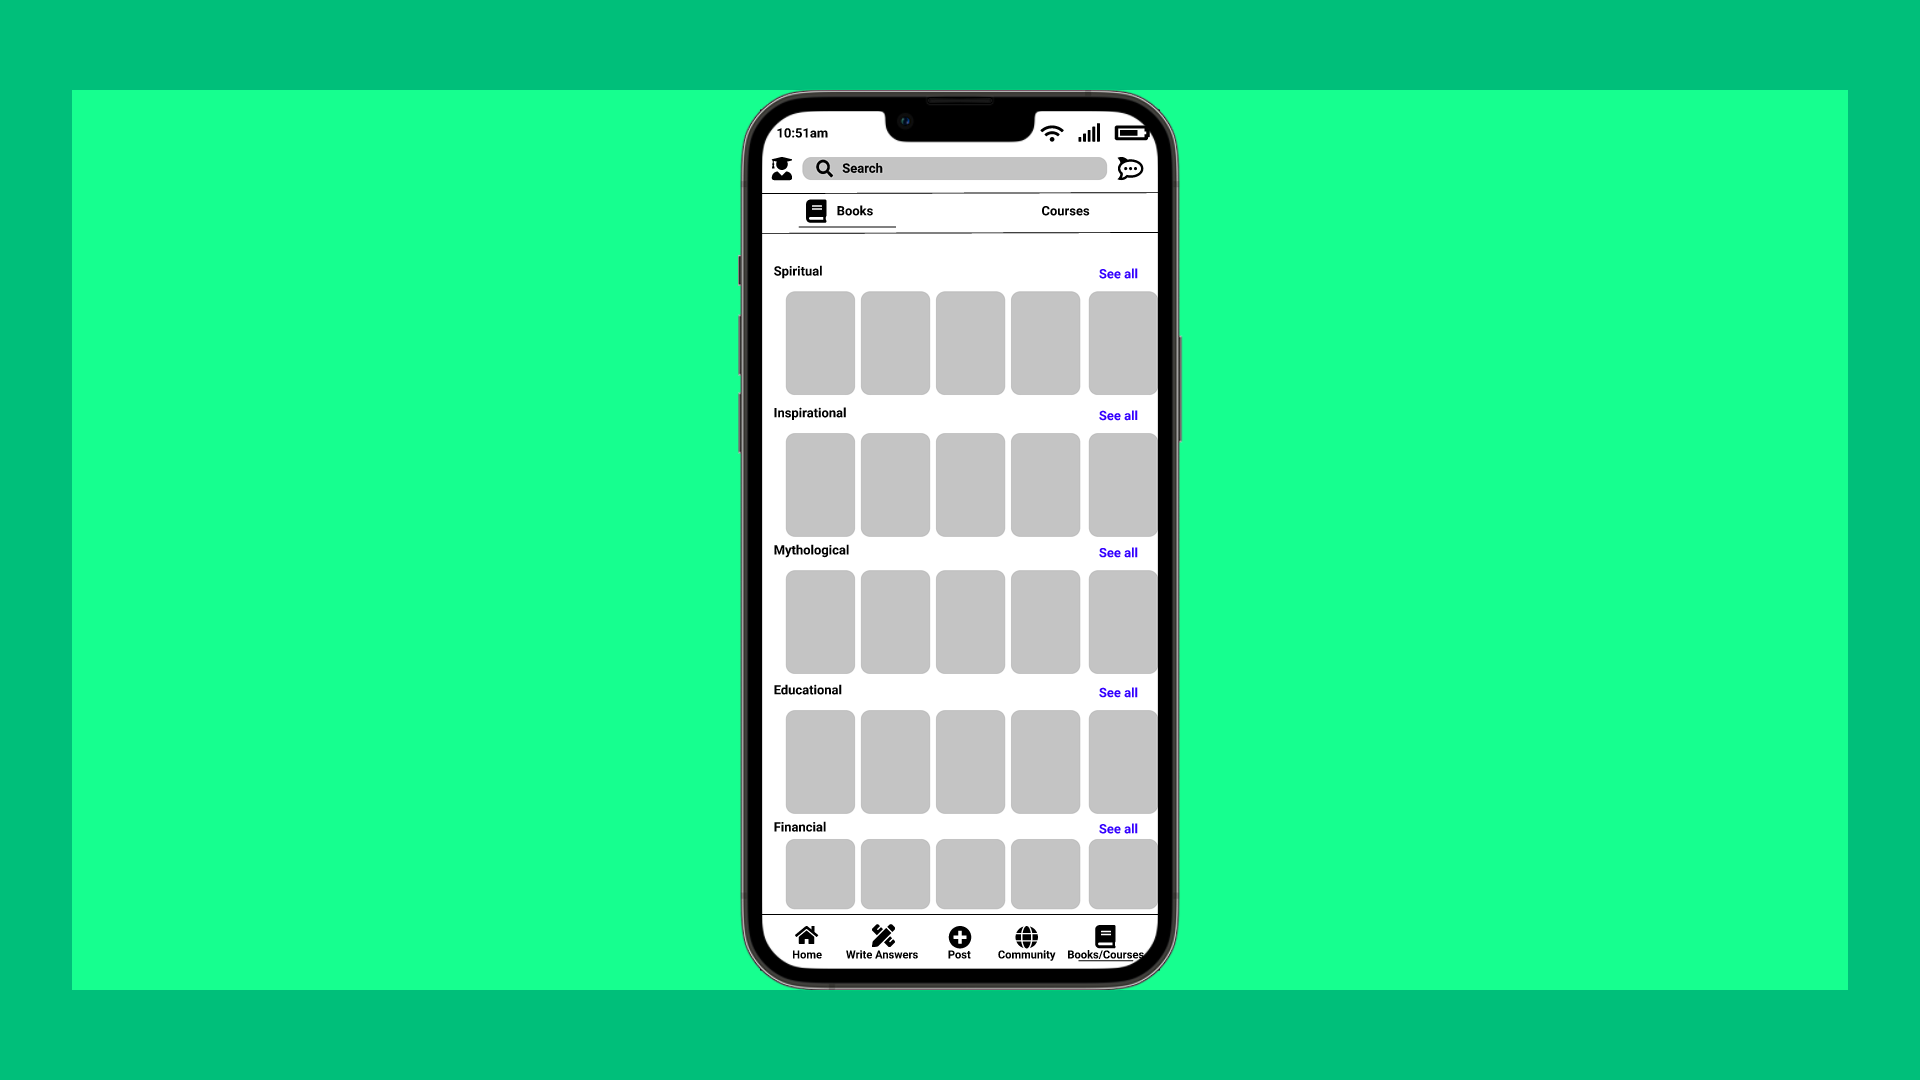 10:51am
Search
Books
Courses
Spiritual
See all
Inspirational
See all
Mythological
See all
Educational
See all
Financial
See all
Home
Write Answers
Post
Community
Books/Courses